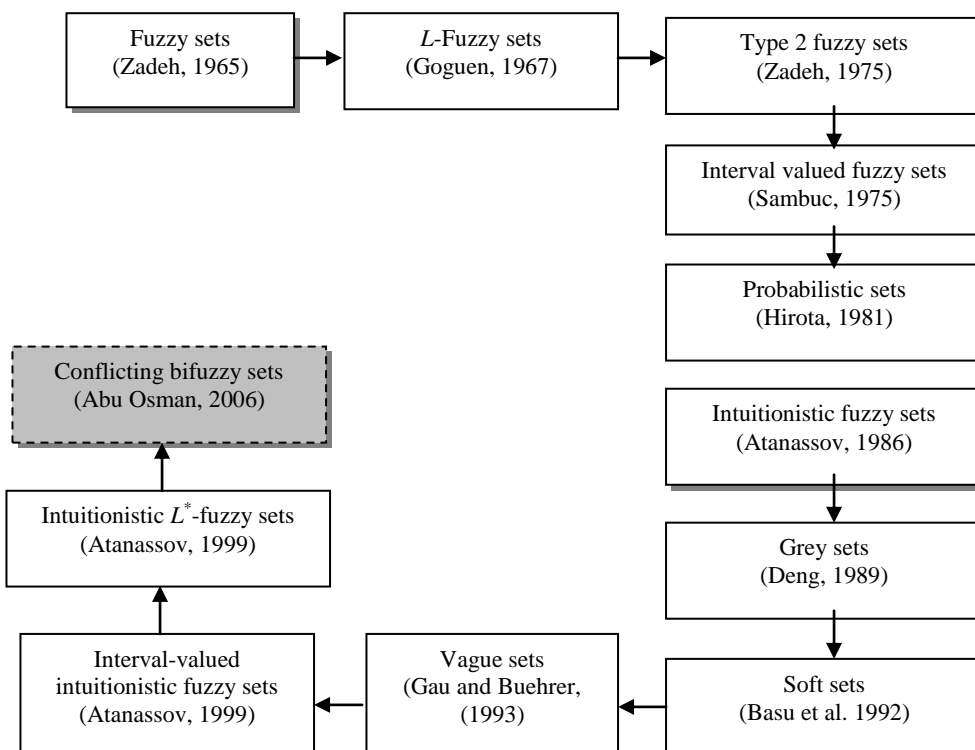 Fuzzy sets
(Zadeh, 1965)
L-Fuzzy sets
(Goguen, 1967)
Type 2 fuzzy sets
(Zadeh, 1975)
Interval valued fuzzy sets
(Sambuc, 1975)
Probabilistic sets
(Hirota, 1981)
Intuitionistic fuzzy sets
(Atanassov, 1986)
Grey sets
(Deng, 1989)
Soft sets
(Basu et al. 1992)
Vague sets
(Gau and Buehrer,
(1993)
Interval-valued
intuitionistic fuzzy sets
(Atanassov, 1999)
Intuitionistic L*-fuzzy sets
(Atanassov, 1999)
Conflicting bifuzzy sets
(Abu Osman, 2006)